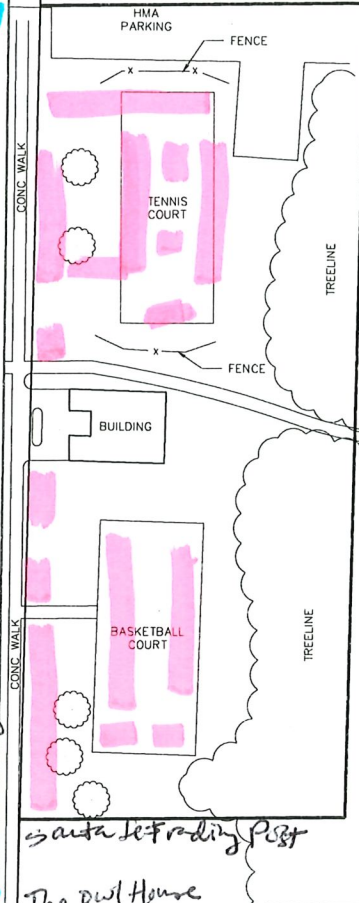 HMA
PARKING
FENCE
CONC WALK
TENNIS
COURT
TREELINE
FENCE
BUILDING
BASKETBALL
COURT
TREELINE
CONC WALK
Santa Fe Trading Post
The Owl House